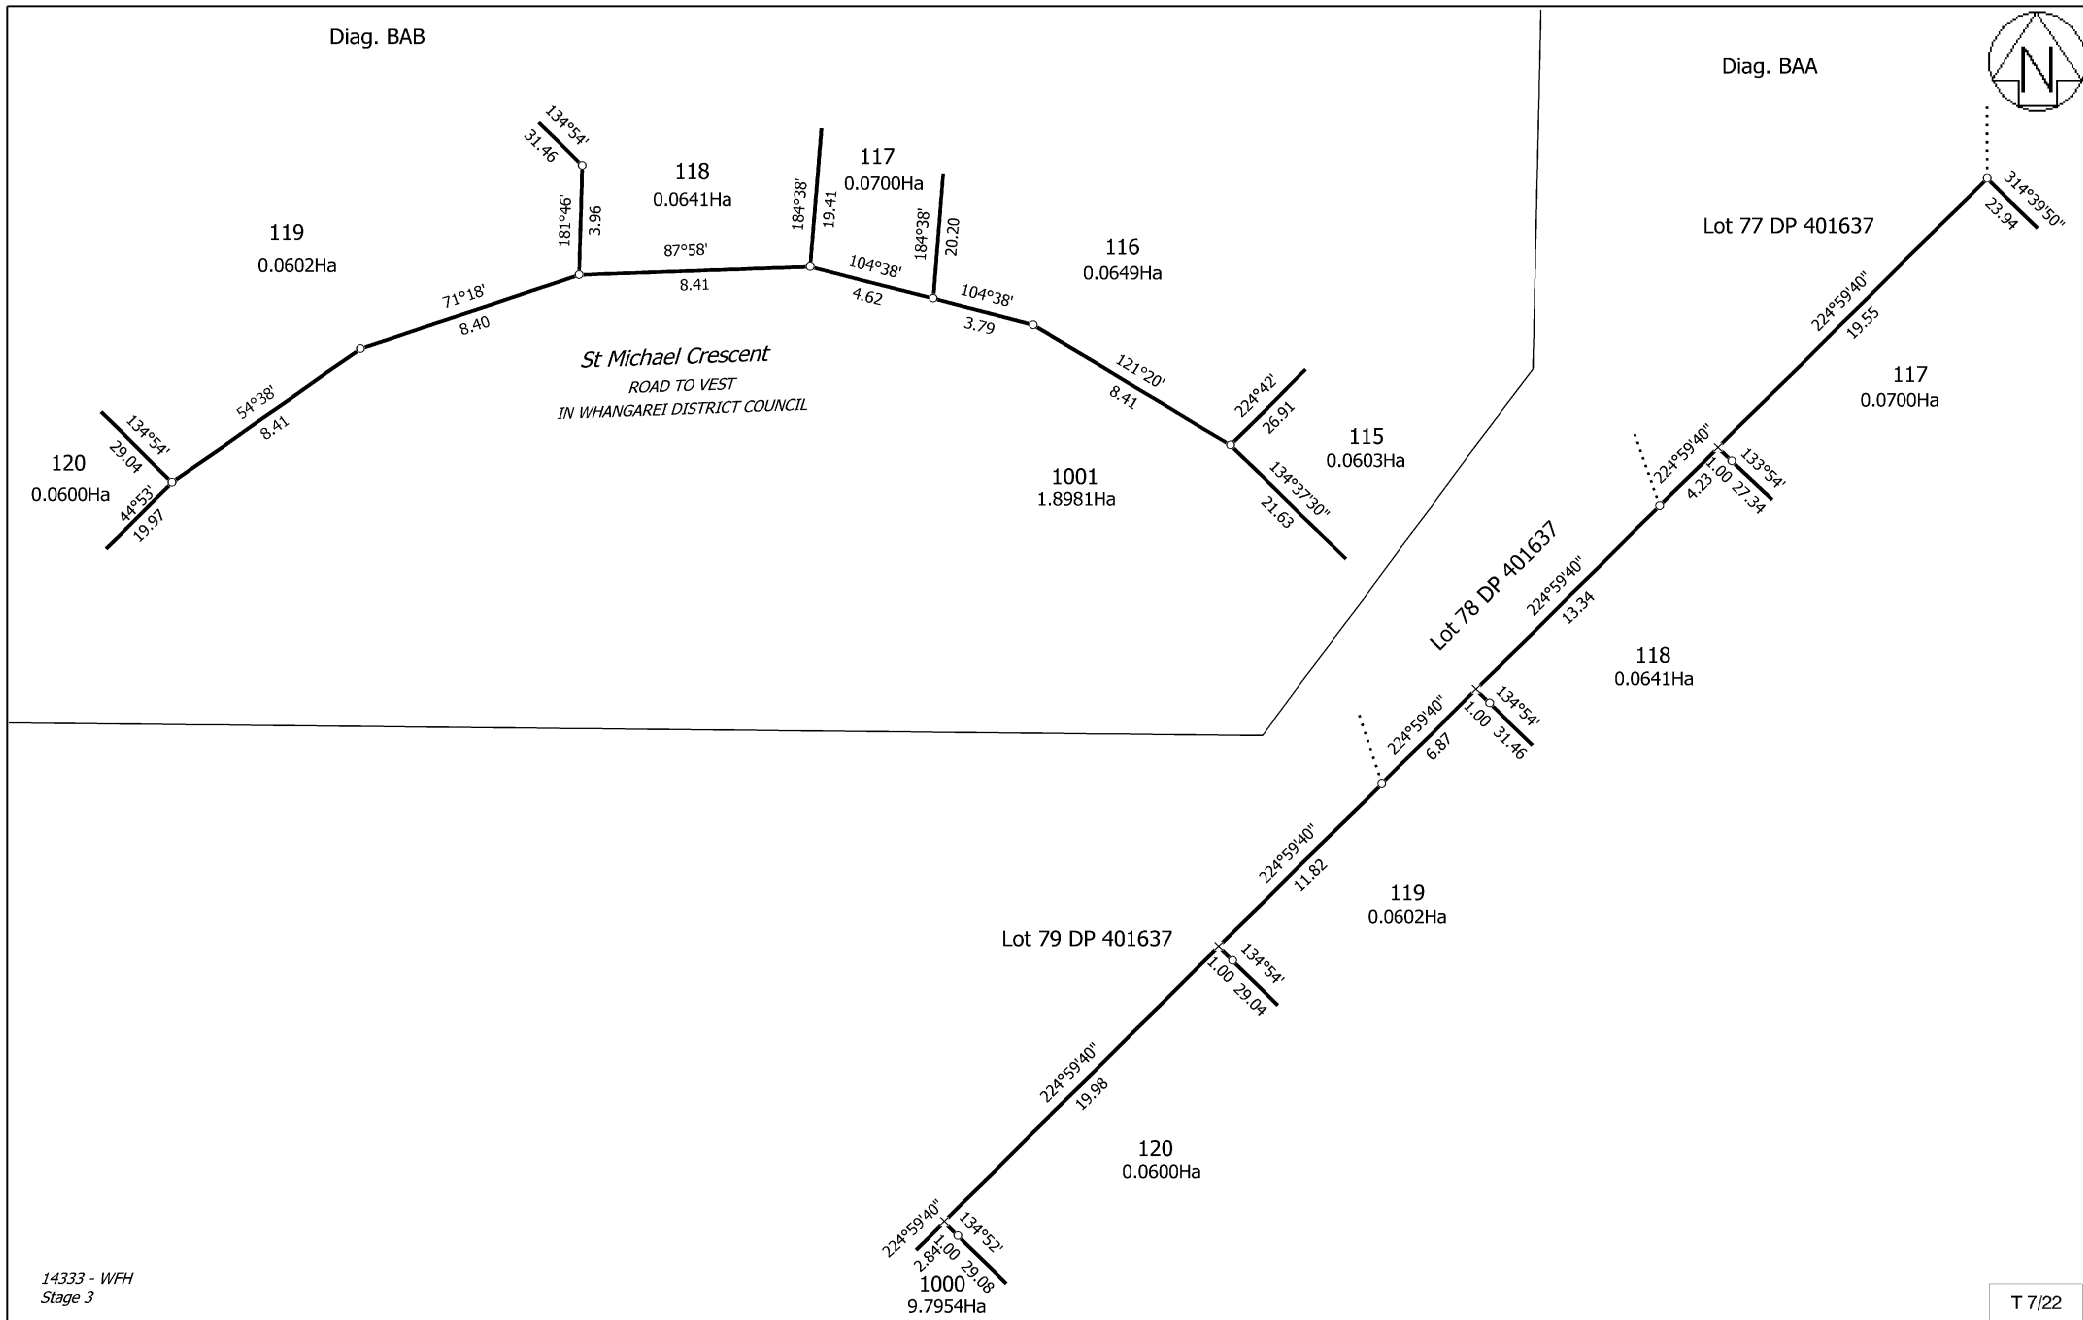 Diag. BAB
134°54'
31.46
118
0.0641Ha
117
0.0700Ha
184°38'
19.41
184°38'
20.20
181°46'
3.96
119
0.0602Ha
116
0.0649Ha
87°58'
8.41
104°38'
4.62
104°38'
3.79
71°18'
8.40
St Michael Crescent
ROAD TO VEST
IN WHANGAREI DISTRICT COUNCIL
121°20'
8.41
54°38'
8.41
224°42'
26.91
115
0.0603Ha
134°54'
29.04
120
0.0600Ha
44°53'
19.97
1001
1.8981Ha
134°37'30"
21.63
Diag. BAA
N
314°39'50"
23.94
Lot 77 DP 401637
224°59'40"
19.55
117
0.0700Ha
224°59'40"
4.23
133°54'
1.00 27.34
Lot 78 DP 401637
224°59'40"
13.34
118
0.0641Ha
134°54'
1.00 31.46
224°59'40"
6.87
224°59'40"
11.82
119
0.0602Ha
Lot 79 DP 401637
134°54'
1.00 29.04
224°59'40"
19.98
120
0.0600Ha
224°59'40"
2.84
134°52'
1.00 29.08
1000
9.7954Ha
14333 - WFH
Stage 3
T 7/22